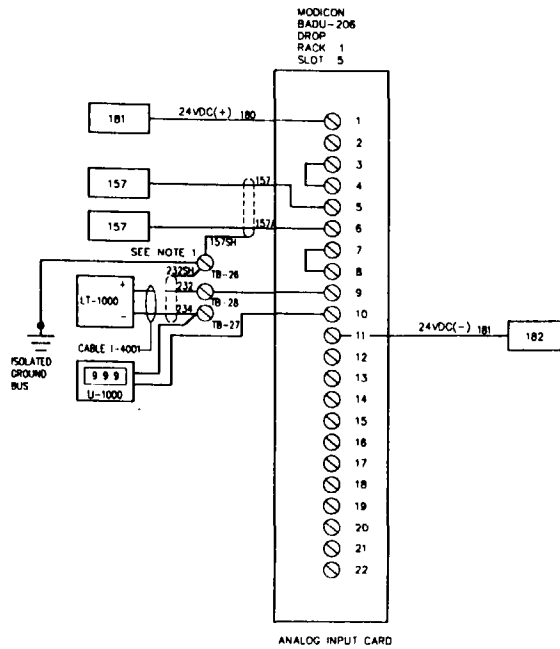 MODICON
BADU-206
DROP
RACK 1
SLOT 5
181 24VDC(+) 180 1
2
3
157 157 4
5
157 157A 6
157SH 7
SEE NOTE 1
232SH TB-26 8
+ 232 TB-28 9
LT-1000
- 234 TB-27 10
11 24VDC(-) 181 182
CABLE I-4001
ISOLATED
GROUND
BUS
999
U-1000
12
13
14
15
16
17
18
19
20
21
22
ANALOG INPUT CARD